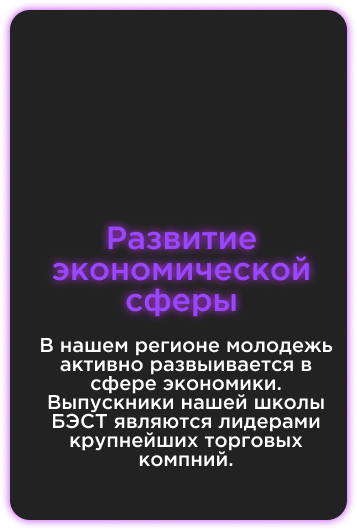 Развитие
экономической
сферы
В нашем регионе молодежь
активно развыивается в
сфере экономики.
Выпускники нашей школы
БЭСТ являются лидерами
крупнейших торговых
компний.